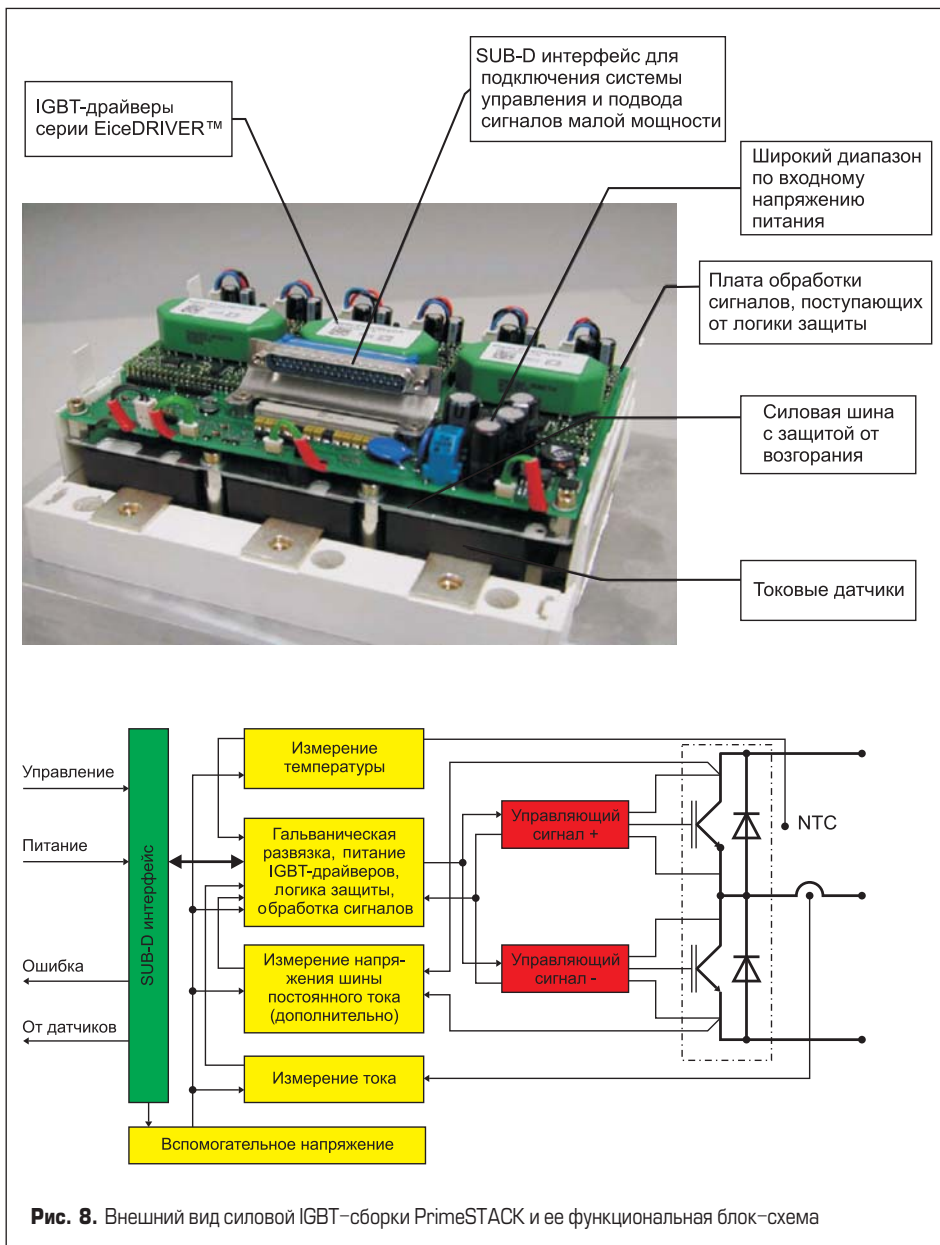 SUB-D интерфейс для
подключения системы
управления и подвода
сигналов малой мощности
IGBT-драйверы
серии EiceDRIVER™
Широкий диапазон
по входному
напряжению
питания
Плата обработки
сигналов, поступающих
от логики защиты
Силовая шина
с защитой от
возгорания
Токовые датчики
Управление
Питание
Ошибка
От датчиков
SUB-D интерфейс
Измерение
температуры
Гальваническая
развязка, питание
IGBT-драйверов,
логика защиты,
обработка сигналов
Измерение напря-
жения шины
постоянного тока
(дополнительно)
Измерение тока
Вспомогательное напряжение
Управляющий
сигнал +
Управляющий
сигнал -
NTC
Рис. 8. Внешний вид силовой IGBT-сборки PrimeSTACK и ее функциональная блок-схема